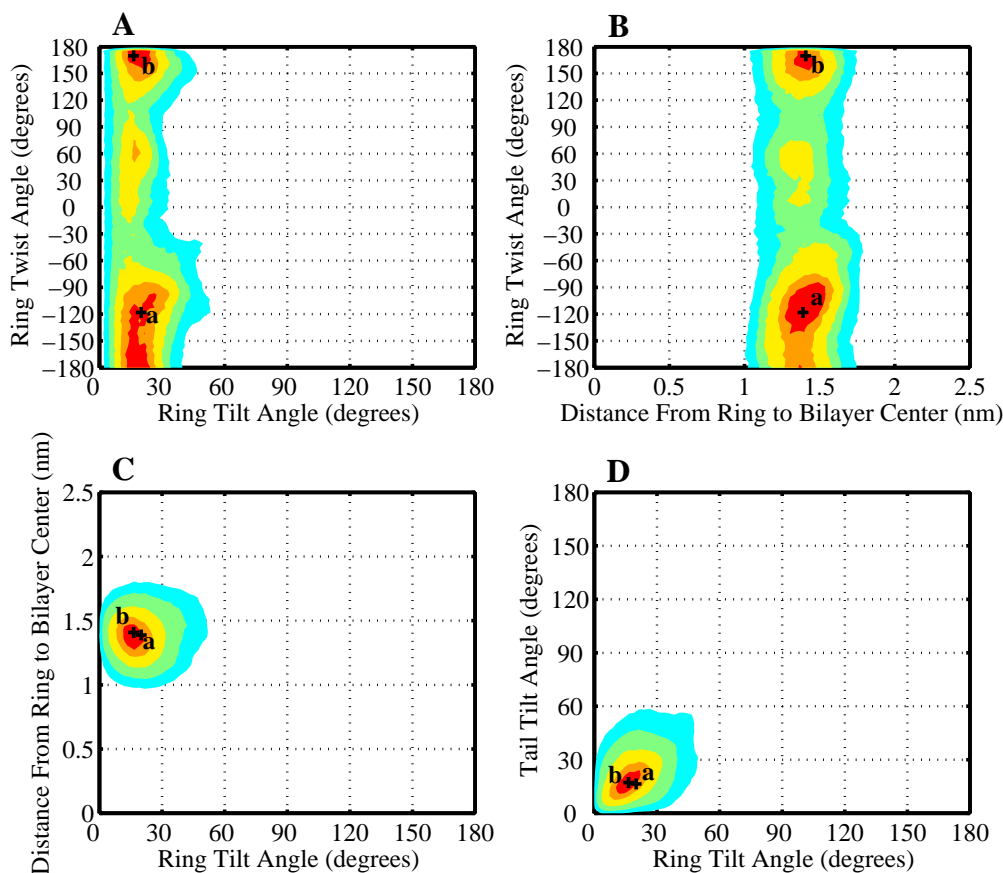 A
180
150
120
90
60
30
0
−30
−60
−90
−120
−150
−180
Ring Twist Angle (degrees)
b
a
0 30 60 90 120 150 180
Ring Tilt Angle (degrees)
B
180
150
120
90
60
30
0
−30
−60
−90
−120
−150
−180
Ring Twist Angle (degrees)
b
a
0 0.5 1 1.5 2 2.5
Distance From Ring to Bilayer Center (nm)
C
2.5
2
1.5
1
0.5
0
Distance From Ring to Bilayer Center (nm)
b
a
0 30 60 90 120 150 180
Ring Tilt Angle (degrees)
D
180
150
120
90
60
30
0
Tail Tilt Angle (degrees)
b a
0 30 60 90 120 150 180
Ring Tilt Angle (degrees)